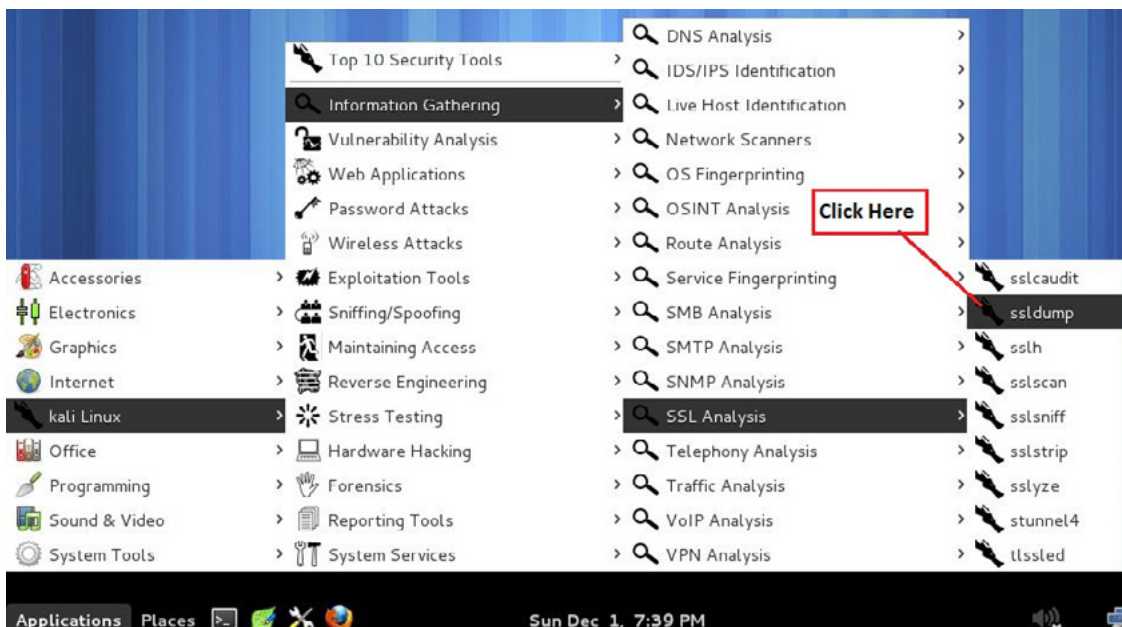 Top 10 Security Tools
Information Gathering
Vulnerability Analysis
Web Applications
Password Attacks
Wireless Attacks
Exploitation Tools
Sniffing/Spoofing
Maintaining Access
Reverse Engineering
Stress Testing
Hardware Hacking
Forensics
Reporting Tools
System Services
DNS Analysis
IDS/IPS Identification
Live Host Identification
Network Scanners
OS Fingerprinting
OSINT Analysis
Route Analysis
Service Fingerprinting
SMB Analysis
SMTP Analysis
SNMP Analysis
SSL Analysis
Telephony Analysis
Traffic Analysis
VoIP Analysis
VPN Analysis
Click Here
Accessories
Electronics
Graphics
Internet
kali Linux
Office
Programming
Sound & Video
System Tools
sslcaudit
ssldump
sslh
sslscan
sslsniff
sslstrip
sslyze
stunnel4
tlssled
Applications Places Sun Dec 1, 7:39 PM